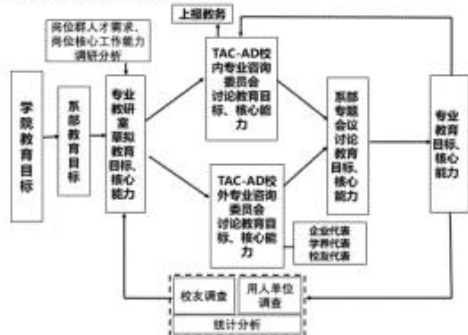 上报教务
岗位群人才需求、
岗位核心工作能力
调研分析
学
院
教
育
目
标
系
部
教
育
目
标
专业
教研
室
草拟
教育
目标、
核心
能力
TAC-AD校
内专业咨询
委员会
讨论教育目
标、核心能
力
TAC-AD校
外专业咨询
委员会
讨论教育目
标、核心能
力
企业代表
学界代表
校友代表
系部
专题
会议
讨论
教育
目标、
核心
能力
专业
教育
目标、
核心能
力
校友调查
用人单位
调查
统计分析